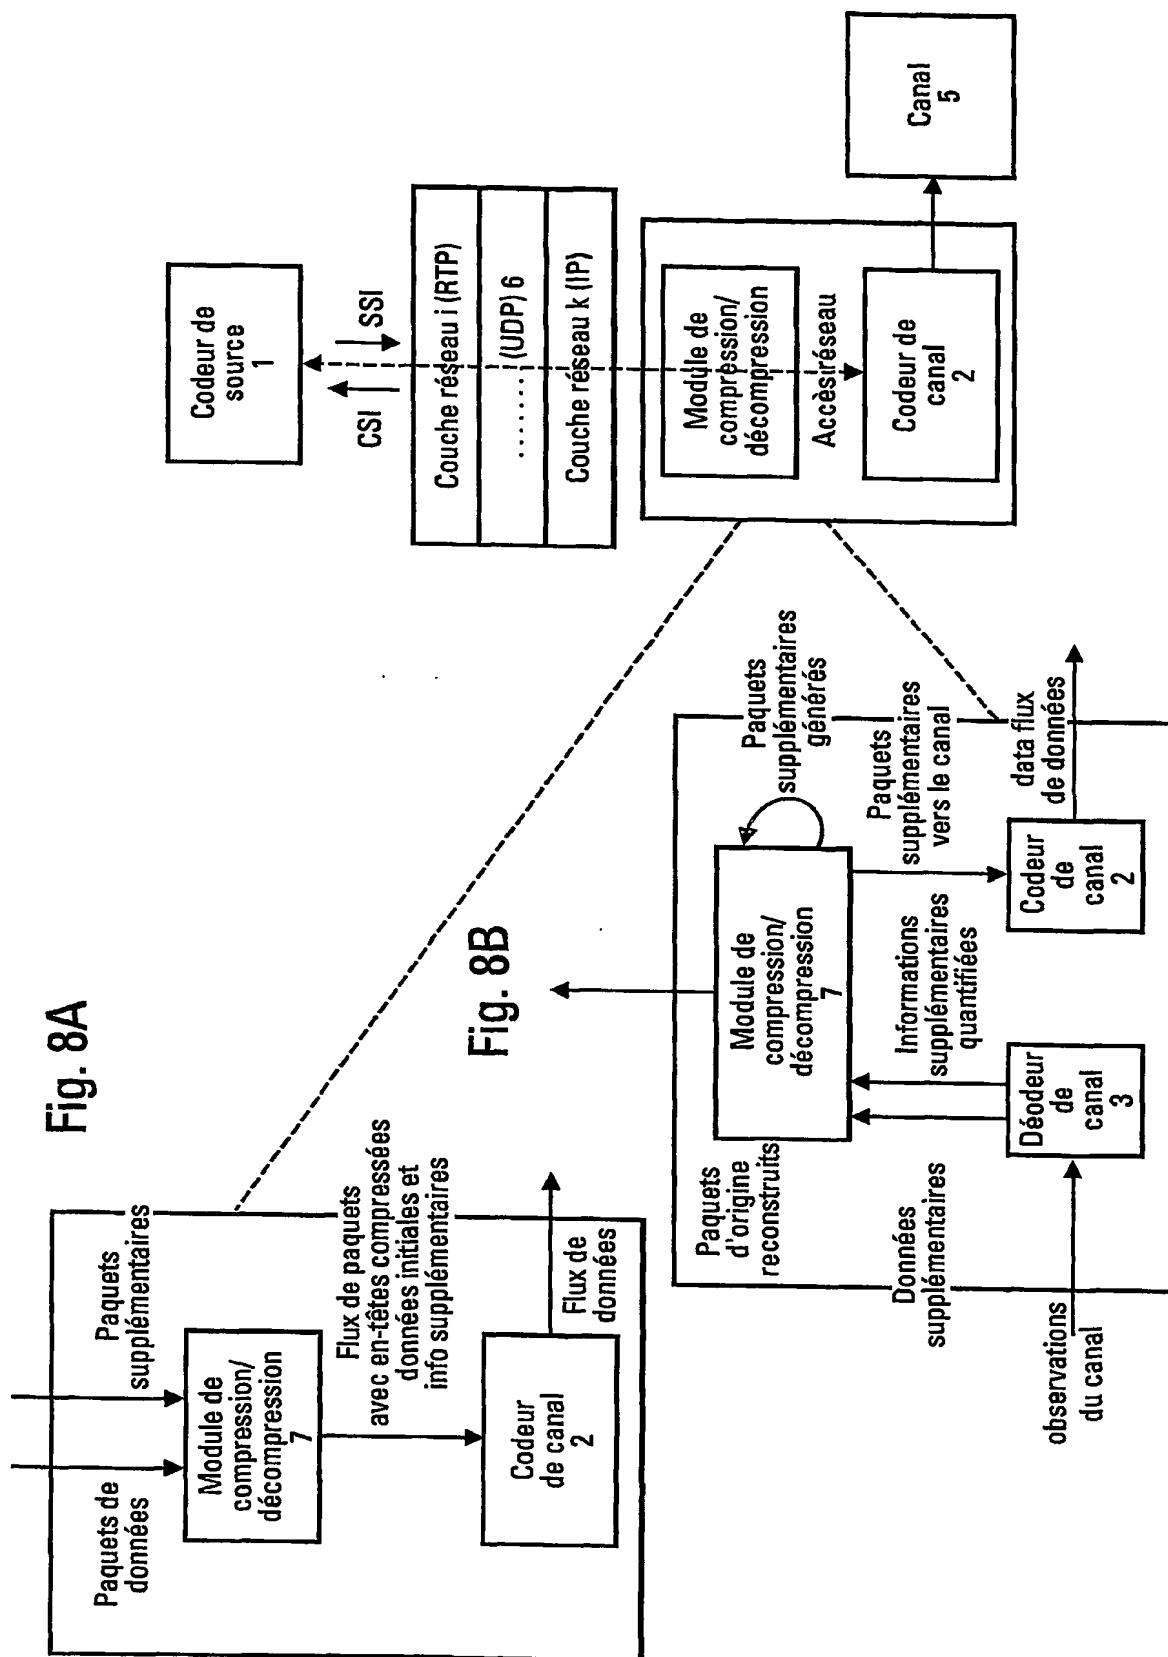 Codeur de
source
1
CSI
SSI
Couche réseau i (RTP)
........ (UDP) 6
Couche réseau k (IP)
Module de
compression/
décompression
Accès réseau
Codeur de
canal
2
Canal
5
Fig. 8A
Paquets de
données
Paquets
supplémentaires
Module de
compression/
décompression
7
Flux de paquets
avec en-têtes compressées
données initiales et
info supplémentaires
Codeur
de canal
2
Flux de
données
Fig. 8B
Paquets
supplémentaires
générés
Module de
compression/
décompression
7
Paquets
d'origine
reconstruits
Données
supplémentaires
Informations
supplémentaires
quantifiées
Paquets
supplémentaires
vers le canal
Déodeur
de
canal
3
Codeur
de
canal
2
observations
du canal
data flux
de données